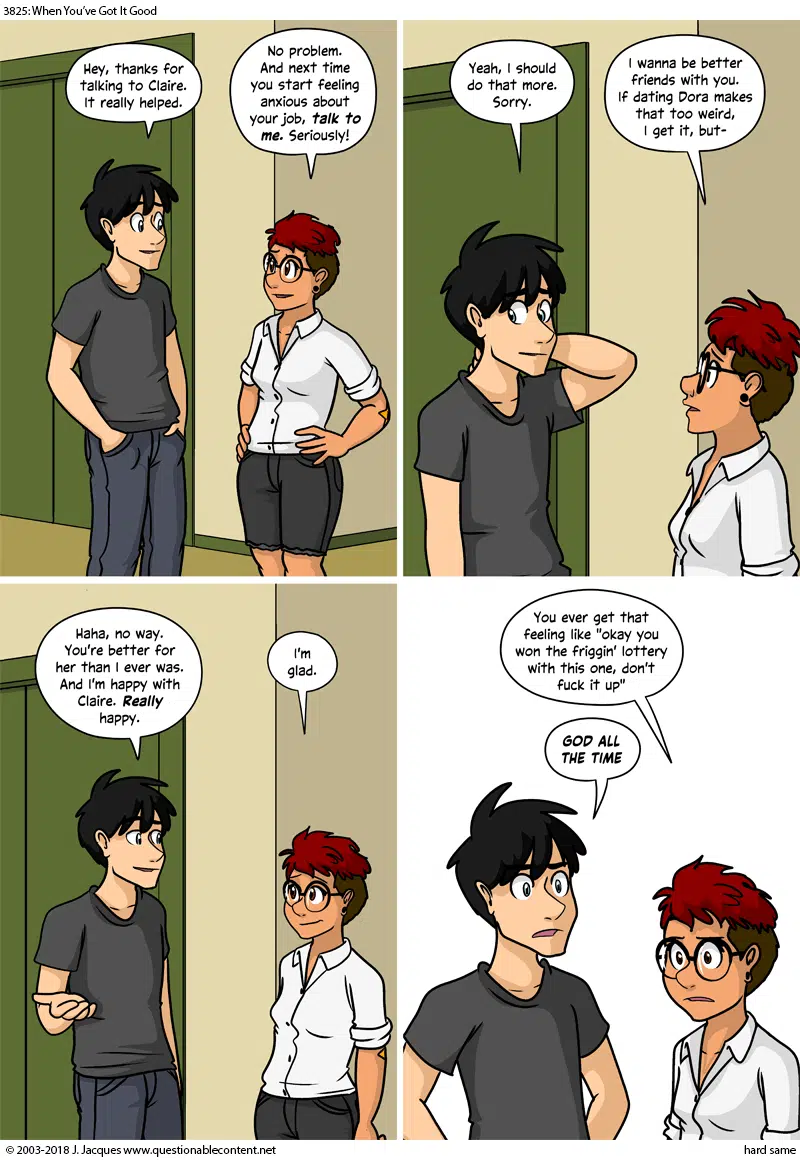 3825: When You've Got It Good
Hey, thanks for
talking to Claire.
It really helped.
No problem.
And next time
you start feeling
anxious about
your job, talk to
me. Seriously!
Yeah, I should
do that more.
Sorry.
I wanna be better
friends with you.
If dating Dora makes
that too weird,
I get it, but-
Haha, no way.
You're better for
her than I ever was.
And I'm happy with
Claire. Really
happy.
I'm
glad.
You ever get that
feeling like "okay you
won the friggin' lottery
with this one, don't
fuck it up"
GOD ALL
THE TIME
© 2003-2018 J. Jacques www.questionablecontent.net
hard same